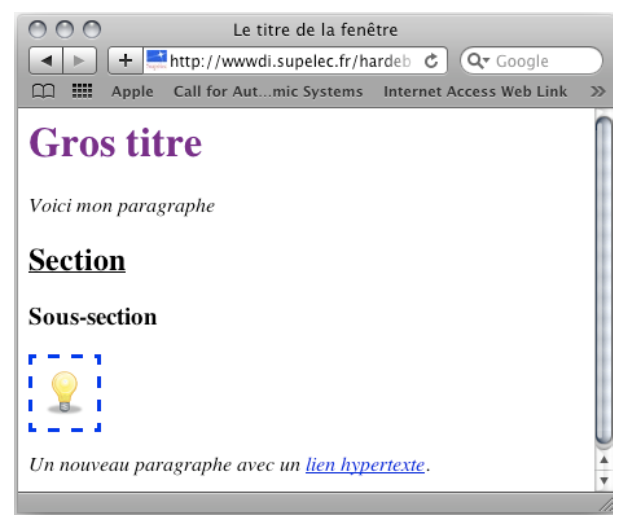 Le titre de la fenêtre
+ http://wwwdi.supelec.fr/hardeb Q Google
Apple Call for Aut...mic Systems Internet Access Web Link »
Gros titre
Voici mon paragraphe
Section
Sous-section
Un nouveau paragraphe avec un lien hypertexte.